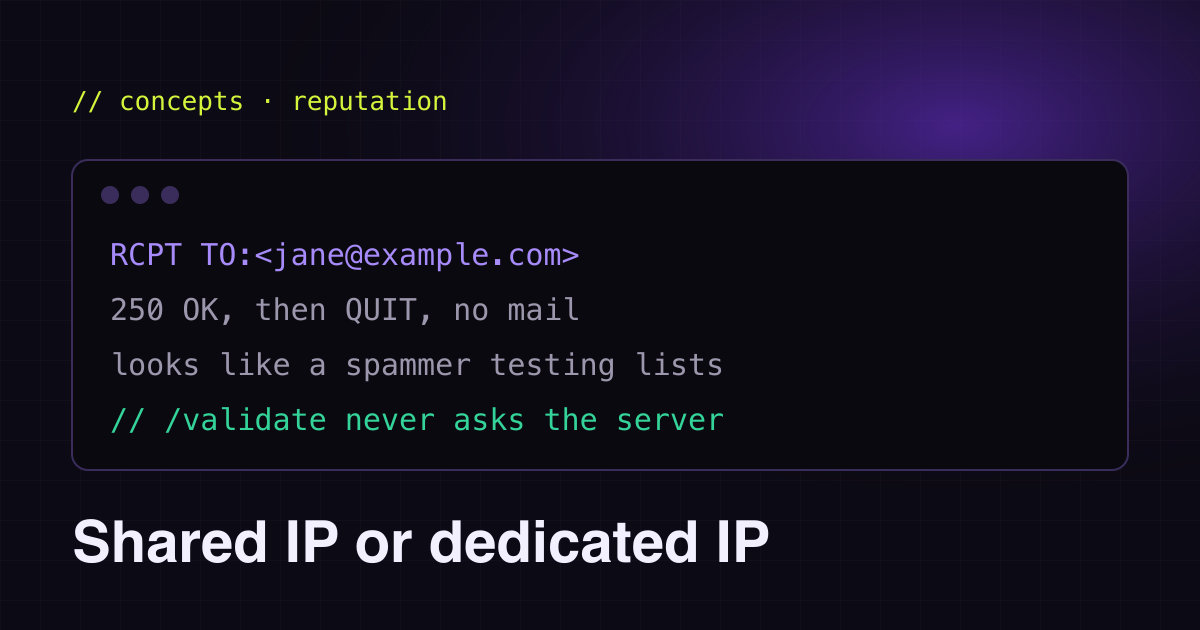 // concepts · reputation
RCPT TO:<jane@example.com>
250 OK, then QUIT, no mail
looks like a spammer testing lists
// /validate never asks the server
Shared IP or dedicated IP